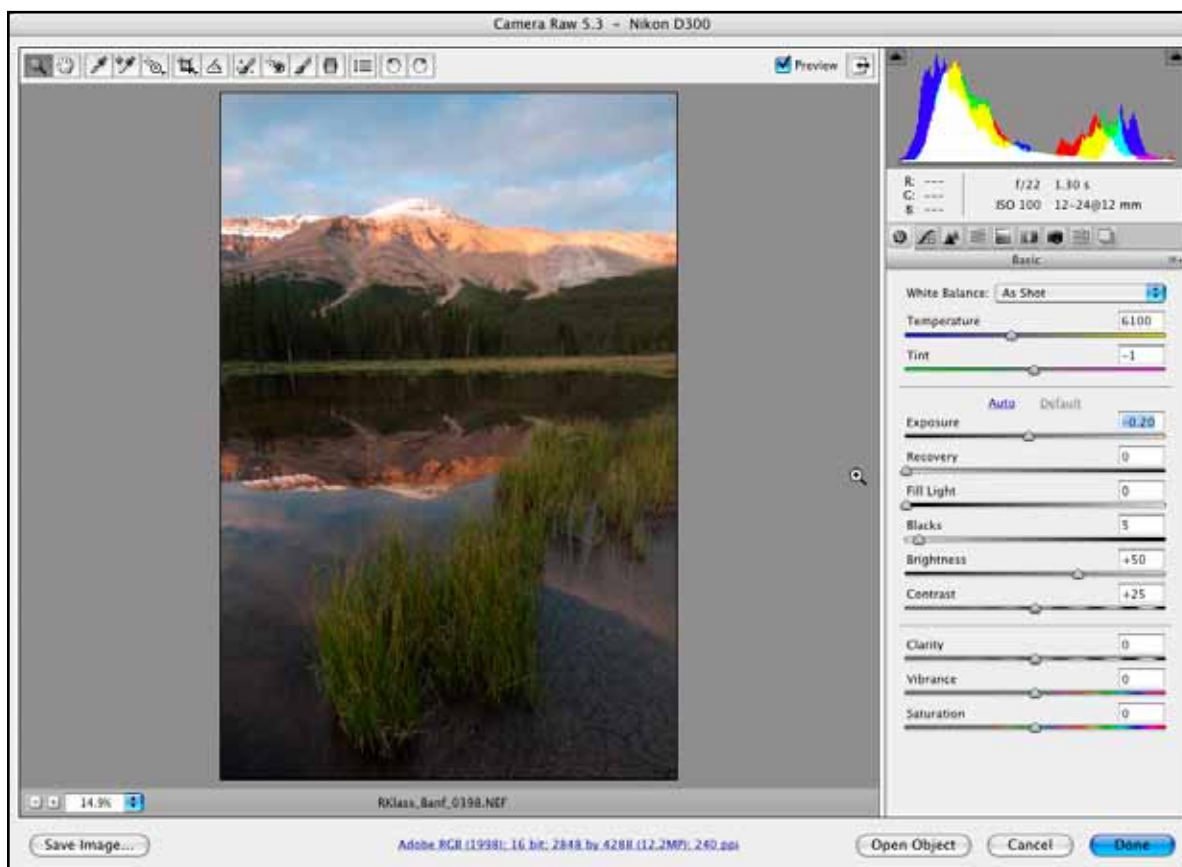 Camera Raw 5.3 – Nikon D300
Preview
R: ---
G: ---
B: ---
f/22 1.30 s
ISO 100 12-24@12 mm
Basic
White Balance: As Shot
Temperature 6100
Tint -1
Auto Default
Exposure -0.20
Recovery 0
Fill Light 0
Blacks 5
Brightness +50
Contrast +25
Clarity 0
Vibrance 0
Saturation 0
14.9%
RKlass_Banf_0398.NEF
Save Image...
Adobe RGB (1998); 16 bit; 2848 by 4288 (12.2MP); 240 ppi
Open Object
Cancel
Done